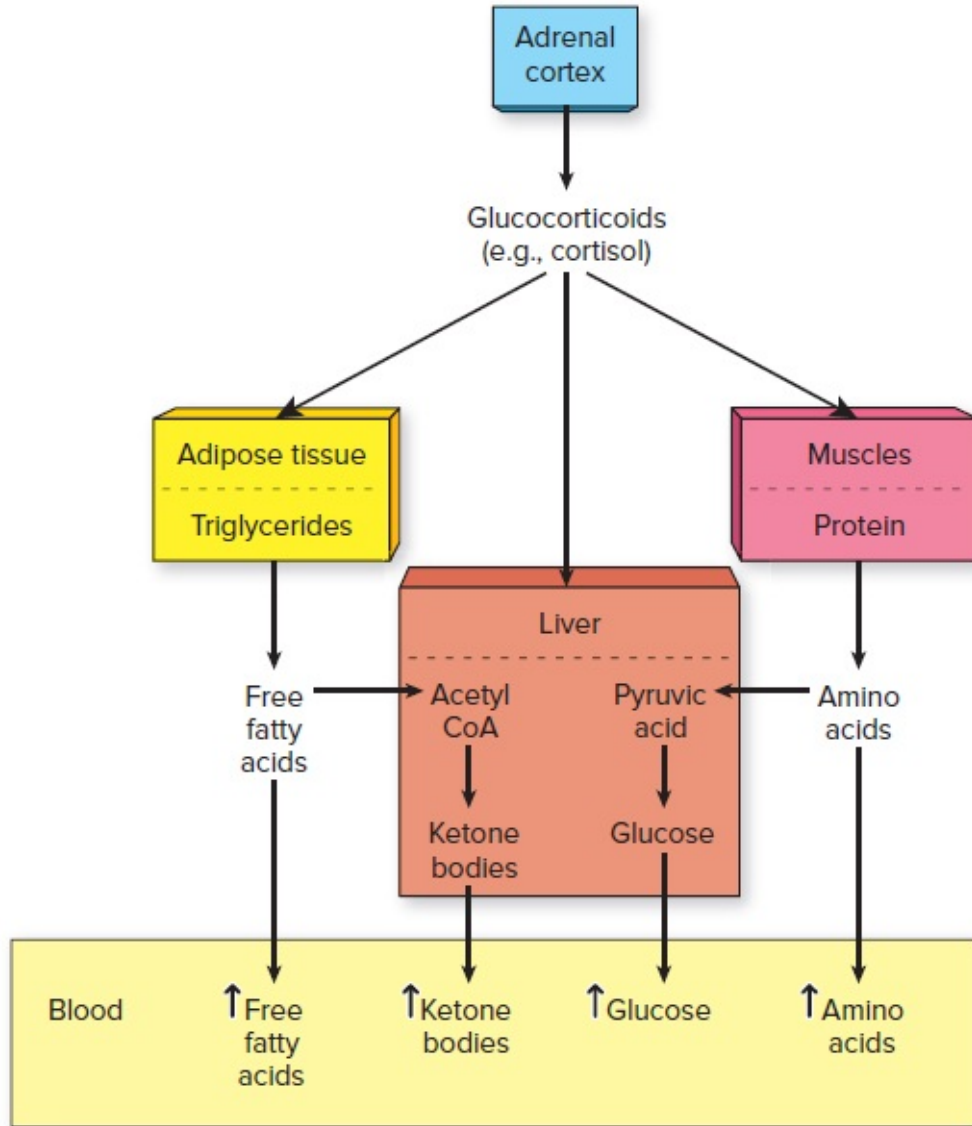 Adrenal
cortex
Glucocorticoids
(e.g., cortisol)
Adipose tissue
Triglycerides
Muscles
Protein
Liver
Free
fatty
acids
Acetyl
CoA
Pyruvic
acid
Amino
acids
Ketone
bodies
Glucose
Blood
↑Free
fatty
acids
↑Ketone
bodies
↑Glucose
↑Amino
acids